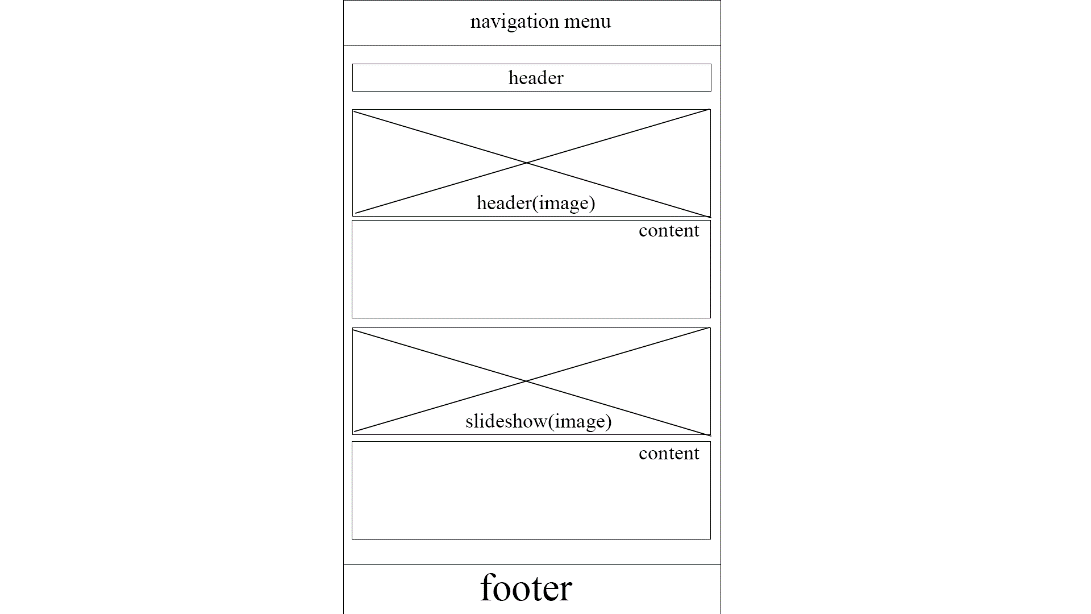 navigation menu
header
header(image)
content
slideshow(image)
content
footer